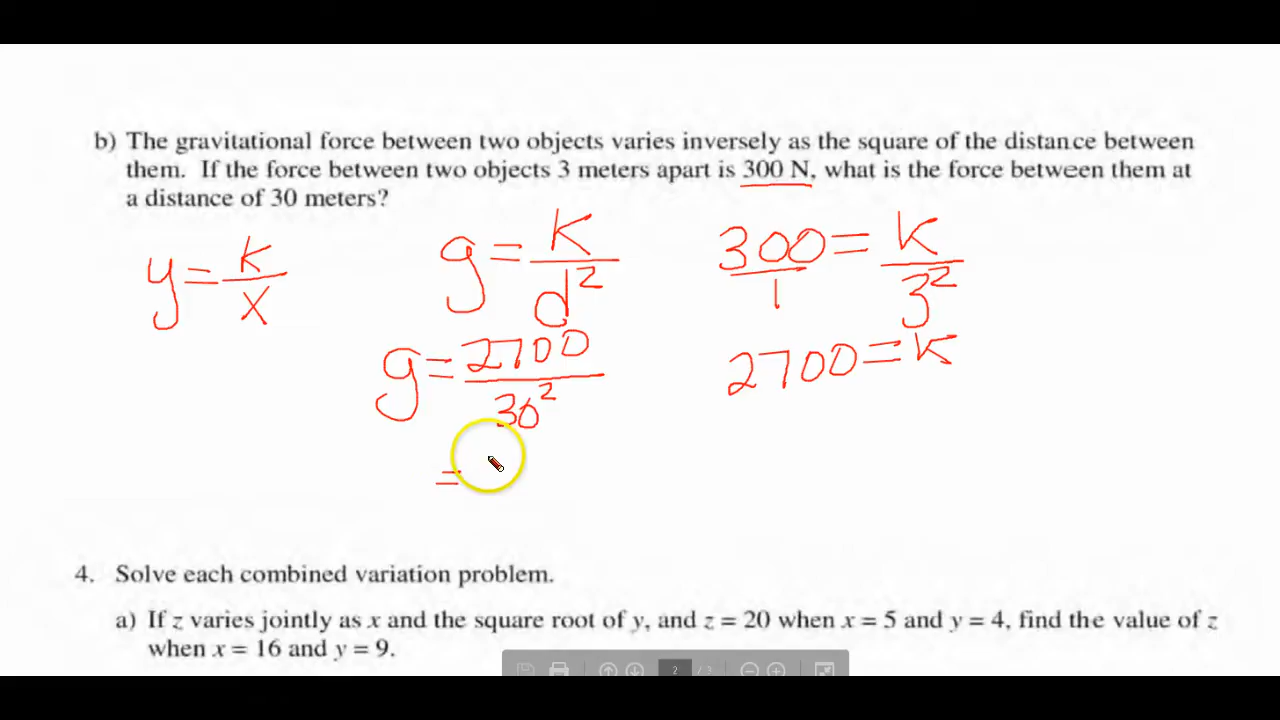 b) The gravitational force between two objects varies inversely as the square of the distance between
them. If the force between two objects 3 meters apart is 300 N, what is the force between them at
a distance of 30 meters?
y = K/x
g = K/d²
300/1 = K/3²
g = 2700/30²
2700 = K
=
4. Solve each combined variation problem.
a) If z varies jointly as x and the square root of y, and z = 20 when x = 5 and y = 4, find the value of z
when x = 16 and y = 9.
2 / 3